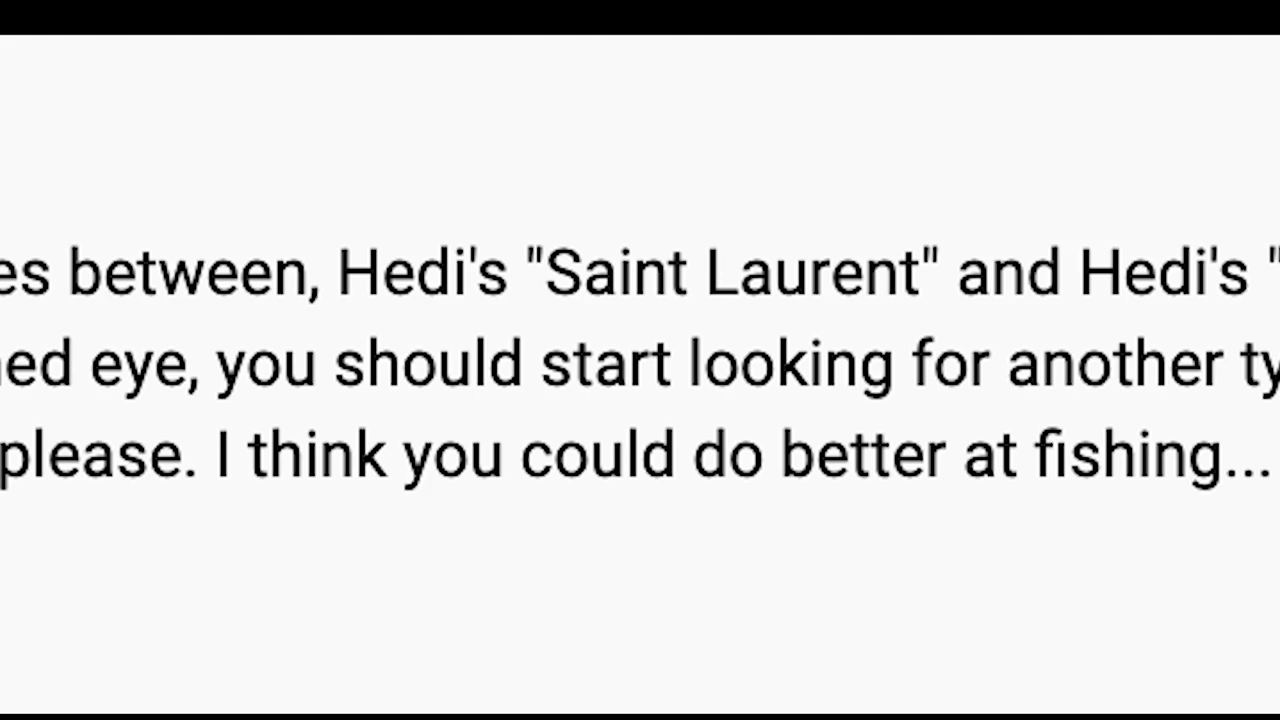 es between, Hedi's "Saint Laurent" and Hedi's "
ned eye, you should start looking for another ty
please. I think you could do better at fishing...